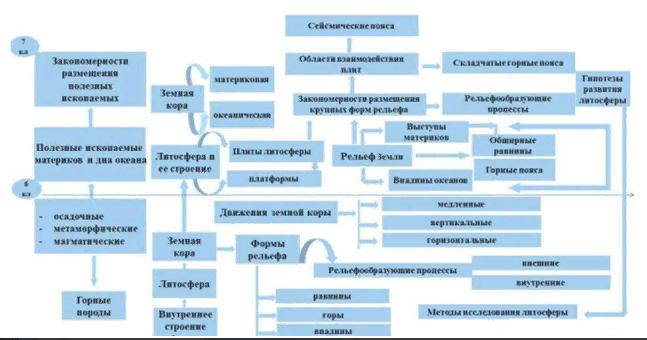 Сейсмические пояса
7
кл
Закономерности
размещения
полезных
ископаемых
Земная
кора
материковая
океаническая
Области взаимодействия
плит
Складчатые горные пояса
Гипотезы
развития
литосферы
Закономерности размещения
крупных форм рельефа
Рельефообразующие
процессы
Полезные ископаемые
материков и дна океана
Литосфера и
ее строение
Плиты литосферы
платформы
Рельеф Земли
Выступы
материков
Впадины океанов
Обширные
равнины
Горные пояса
6
кл
- осадочные
- метаморфические
- магматические
Горные
породы
Движения земной коры
медленные
вертикальные
горизонтальные
Земная
кора
Формы
рельефа
Рельефообразующие процессы
внешние
внутренние
Литосфера
Внутреннее
строение
равнины
горы
впадины
Методы исследования литосферы